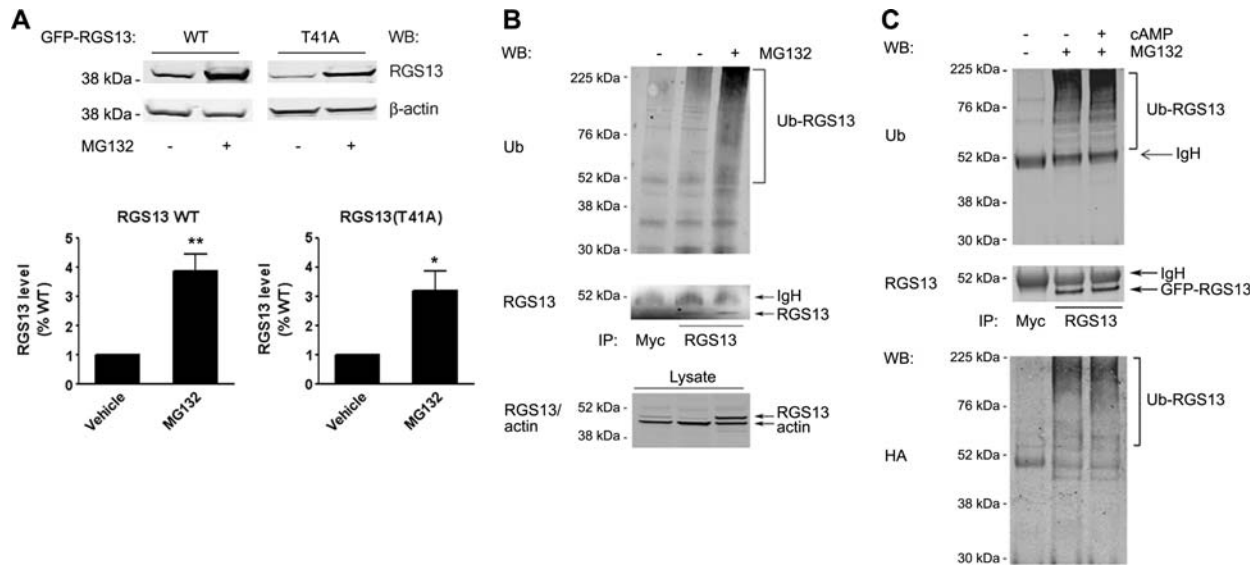 A
GFP-RGS13: WT T41A WB:
38 kDa - RGS13
38 kDa - β-actin
MG132 - + - +
RGS13 WT
RGS13 level
(% WT)
5
4
3
2
1
0
**
Vehicle
MG132
RGS13(T41A)
RGS13 level
(% WT)
5
4
3
2
1
0
*
Vehicle
MG132
B
WB: - - + MG132
225 kDa -
76 kDa -
52 kDa -
38 kDa -
30 kDa -
Ub
Ub-RGS13
RGS13 52 kDa - IgH
RGS13
IP: Myc RGS13
Lysate
RGS13/
actin
52 kDa -
38 kDa -
RGS13
actin
C
- - + cAMP
WB: - + + MG132
225 kDa -
76 kDa -
52 kDa -
38 kDa -
30 kDa -
Ub
Ub-RGS13
IgH
RGS13 52 kDa - IgH
GFP-RGS13
IP: Myc RGS13
WB:
225 kDa -
76 kDa -
52 kDa -
38 kDa -
30 kDa -
HA
Ub-RGS13